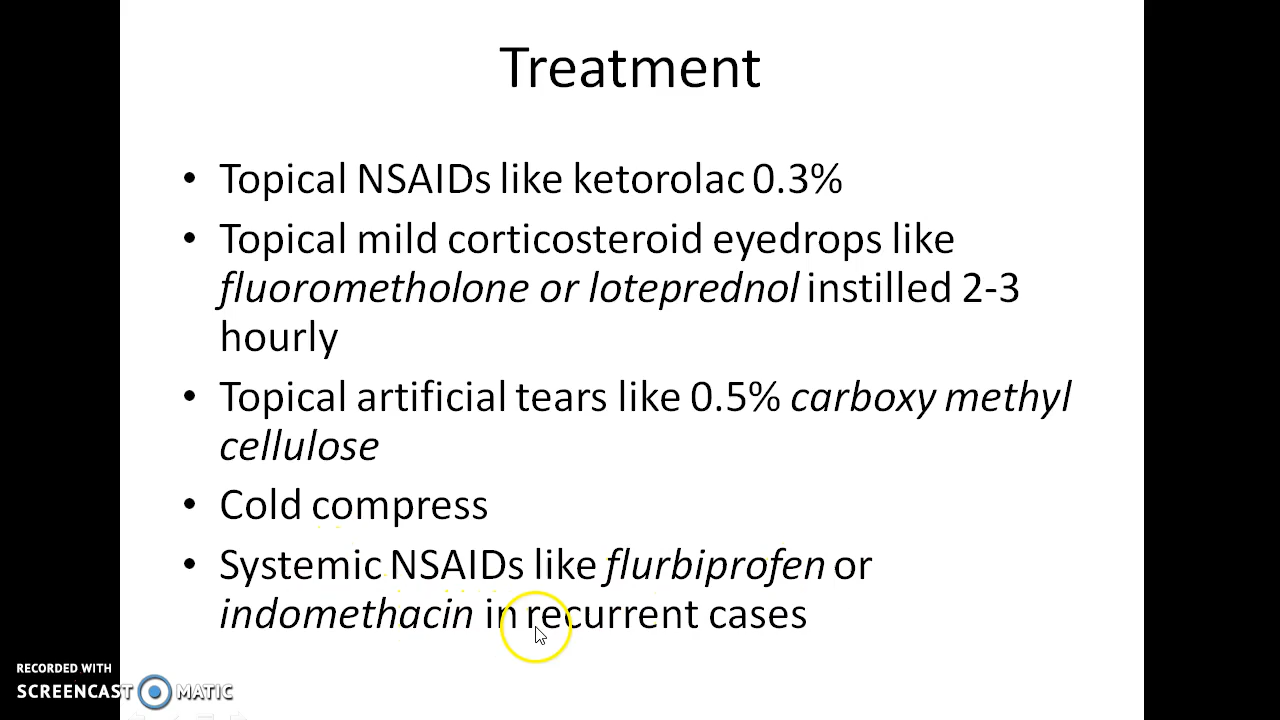 Treatment
• Topical NSAIDs like ketorolac 0.3%
• Topical mild corticosteroid eyedrops like
fluorometholone or loteprednol instilled 2-3
hourly
• Topical artificial tears like 0.5% carboxy methyl
cellulose
• Cold compress
• Systemic NSAIDs like flurbiprofen or
indomethacin in recurrent cases
RECORDED WITH
SCREENCAST MATIC